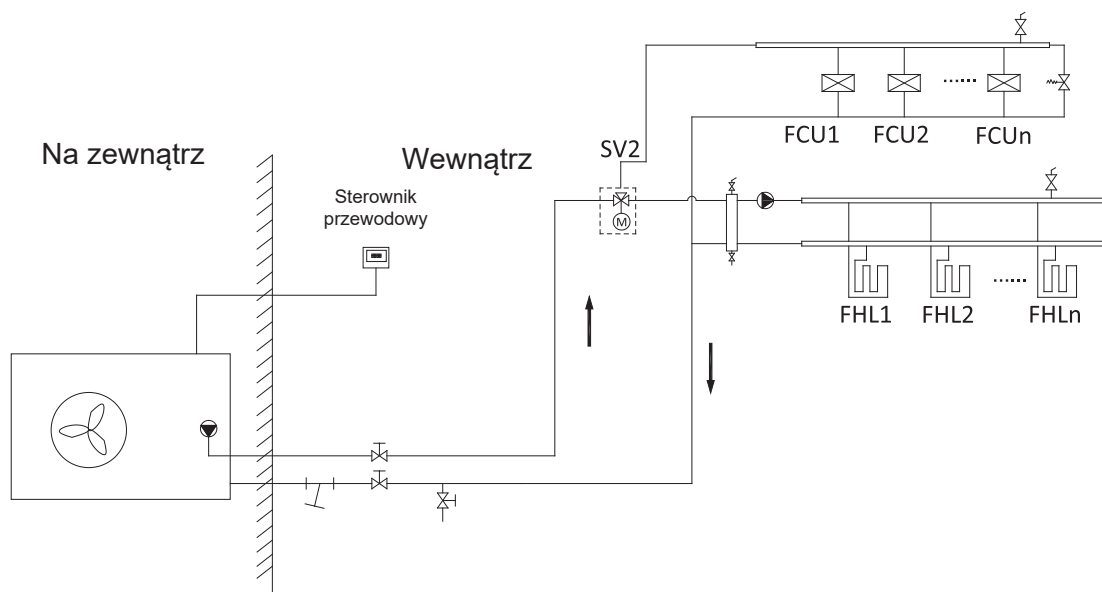 Na zewnątrz
Wewnątrz
Sterownik
przewodowy
SV2
M
FCU1
FCU2
FCUn
FHL1
FHL2
FHLn